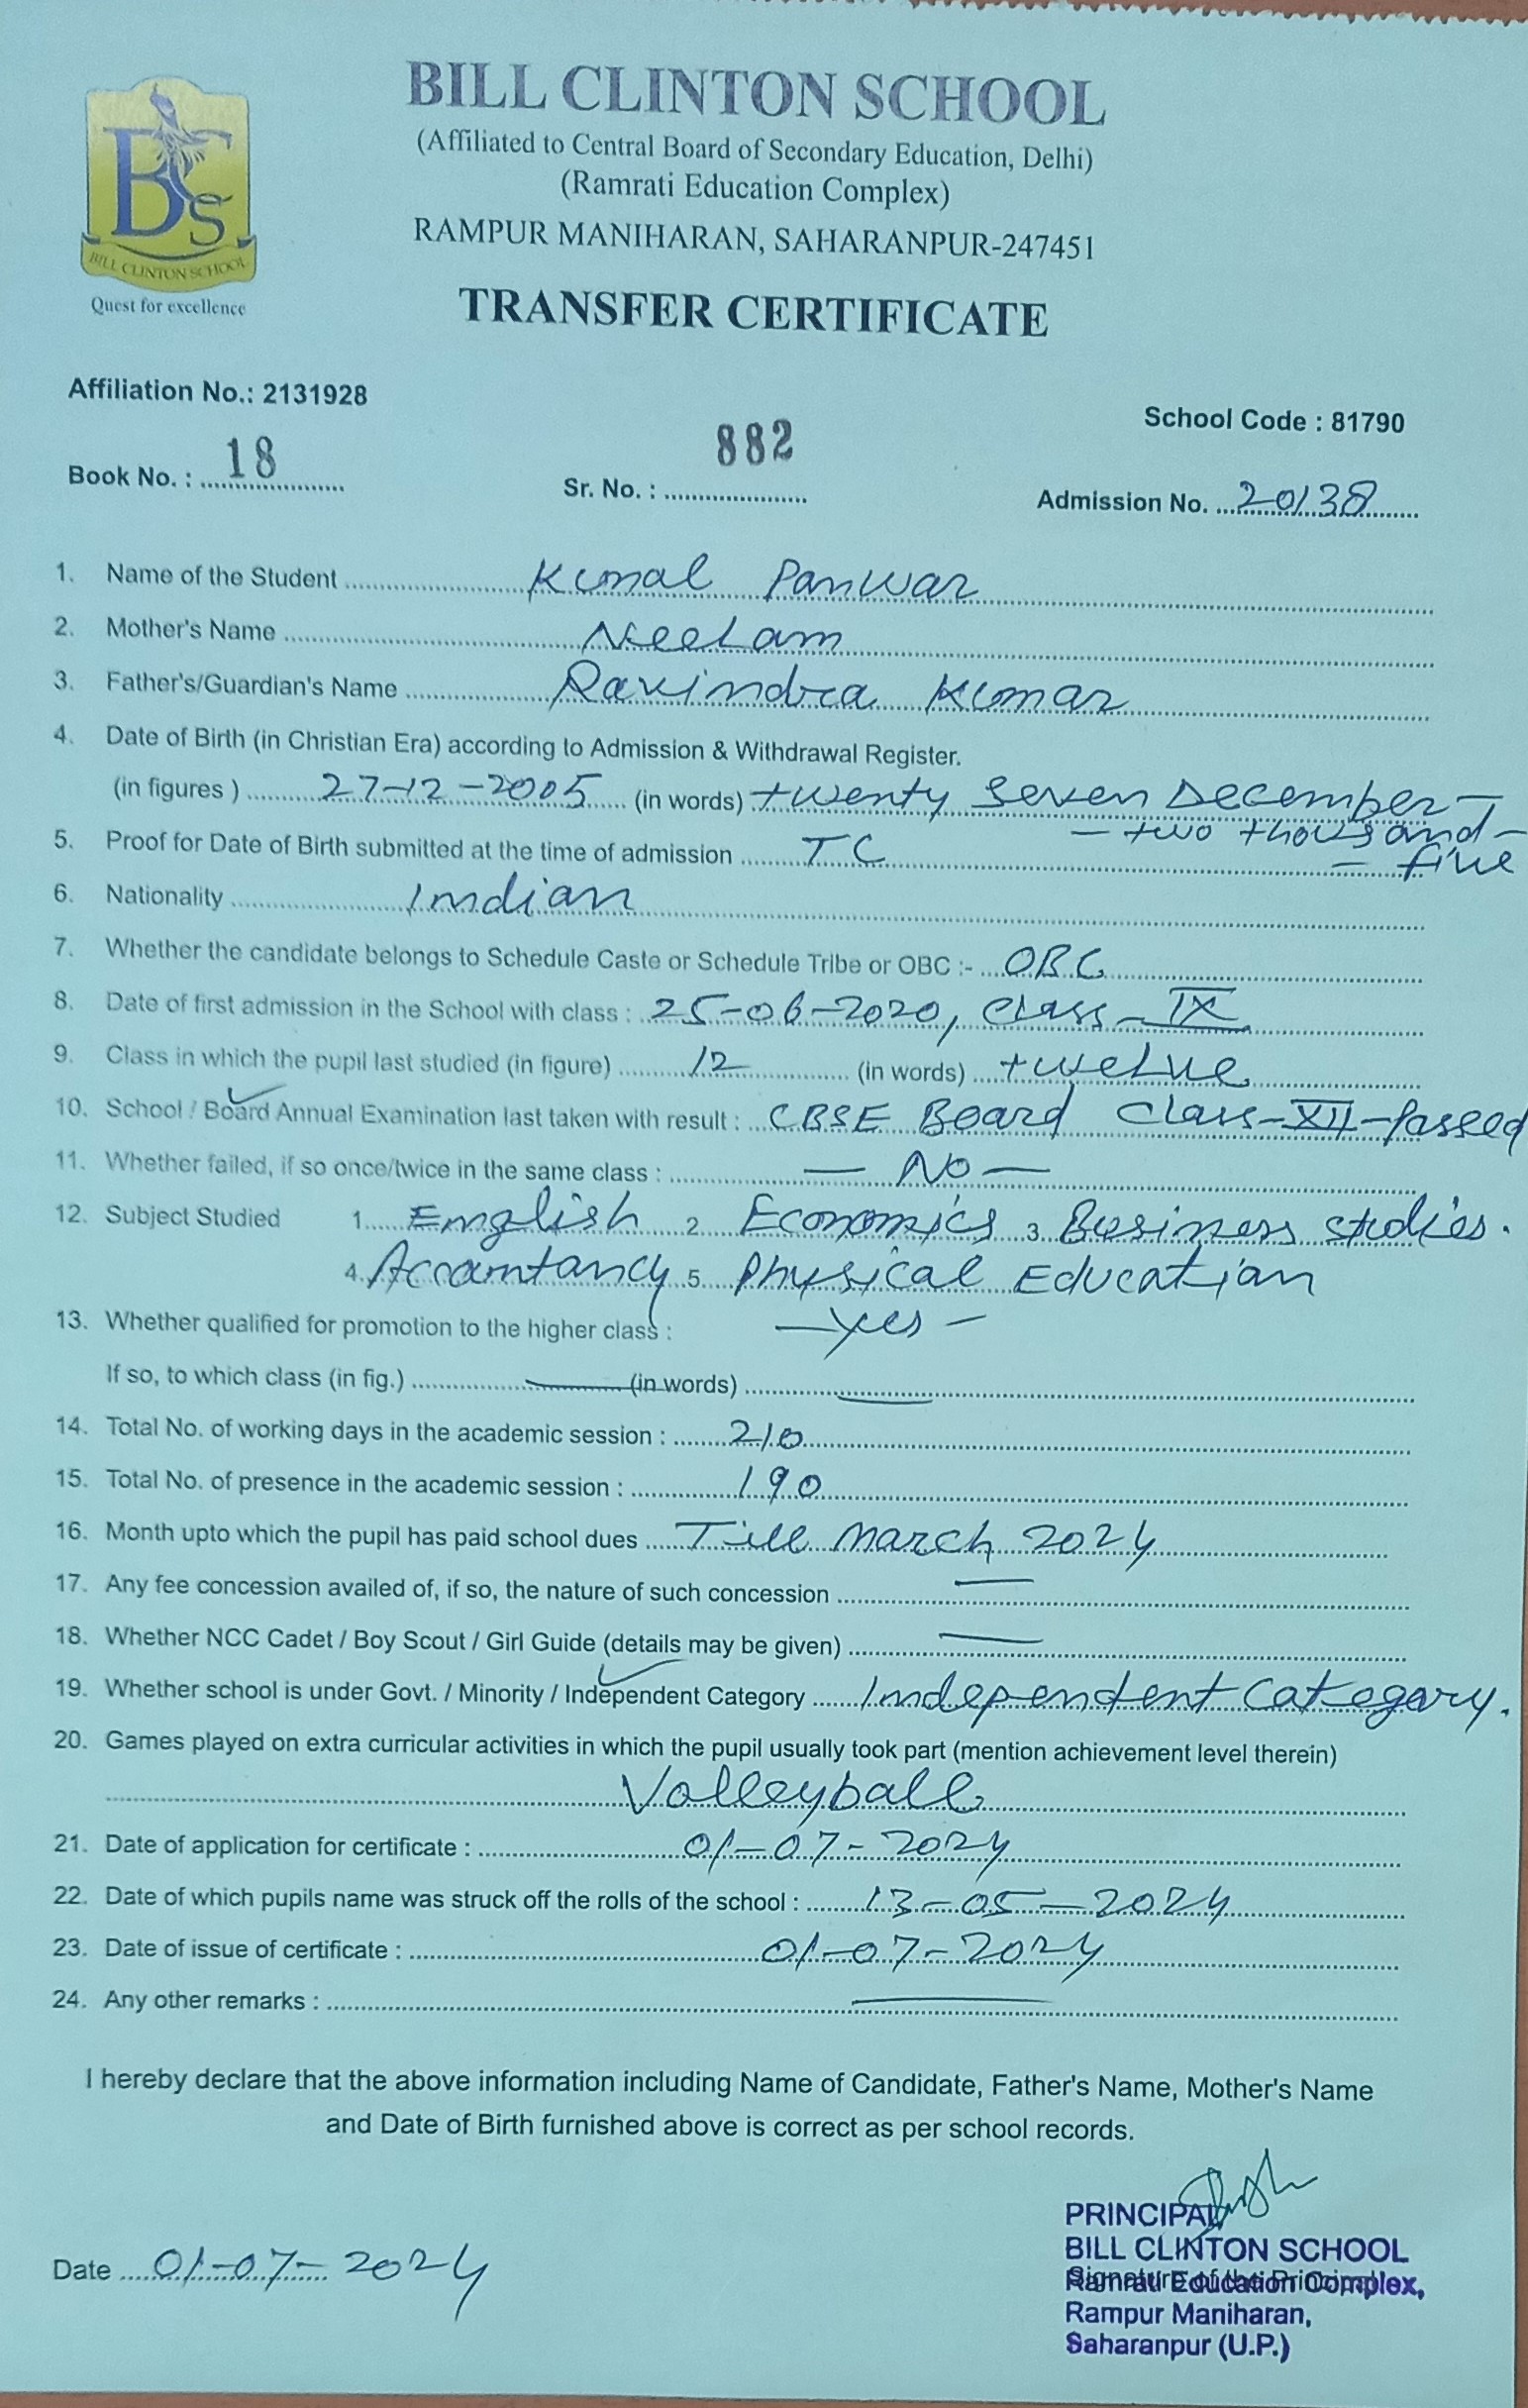 BILL CLINTON SCHOOL
(Affiliated to Central Board of Secondary Education, Delhi)
(Ramrati Education Complex)
RAMPUR MANIHARAN, SAHARANPUR-247451
BCS
BILL CLINTON SCHOOL
Quest for excellence
TRANSFER CERTIFICATE
Affiliation No.: 2131928
School Code : 81790
Book No. : 18 Sr. No. : 882 Admission No. 20138
1. Name of the Student Kunal Panwar
2. Mother's Name Neelam
3. Father's/Guardian's Name Ravindra Kumar
4. Date of Birth (in Christian Era) according to Admission & Withdrawal Register.
(in figures ) 27-12-2005 (in words) twenty seven December -
- two thousand -
5. Proof for Date of Birth submitted at the time of admission TC - five
6. Nationality Indian
7. Whether the candidate belongs to Schedule Caste or Schedule Tribe or OBC :- OBC
8. Date of first admission in the School with class : 25-06-2020, Class - IX
9. Class in which the pupil last studied (in figure) 12 (in words) twelve
10. School / Board Annual Examination last taken with result : CBSE Board Class-XII-Passed
11. Whether failed, if so once/twice in the same class : - No -
12. Subject Studied 1. English 2. Economics 3. Business studies.
4. Accountancy 5. Physical Education
13. Whether qualified for promotion to the higher class : - yes -
If so, to which class (in fig.) — (in words) —
14. Total No. of working days in the academic session : 210
15. Total No. of presence in the academic session : 190
16. Month upto which the pupil has paid school dues Till March 2024
17. Any fee concession availed of, if so, the nature of such concession —
18. Whether NCC Cadet / Boy Scout / Girl Guide (details may be given) —
19. Whether school is under Govt. / Minority / Independent Category Independent Category.
20. Games played on extra curricular activities in which the pupil usually took part (mention achievement level therein)
Volleyball
21. Date of application for certificate : 01-07-2024
22. Date of which pupils name was struck off the rolls of the school : 13-05-2024
23. Date of issue of certificate : 01-07-2024
24. Any other remarks : —
I hereby declare that the above information including Name of Candidate, Father's Name, Mother's Name
and Date of Birth furnished above is correct as per school records.
PRINCIPAL
BILL CLINTON SCHOOL
Date 01-07-2024
Signature of the Principal
Ramrati Education Complex,
Rampur Maniharan,
Saharanpur (U.P.)